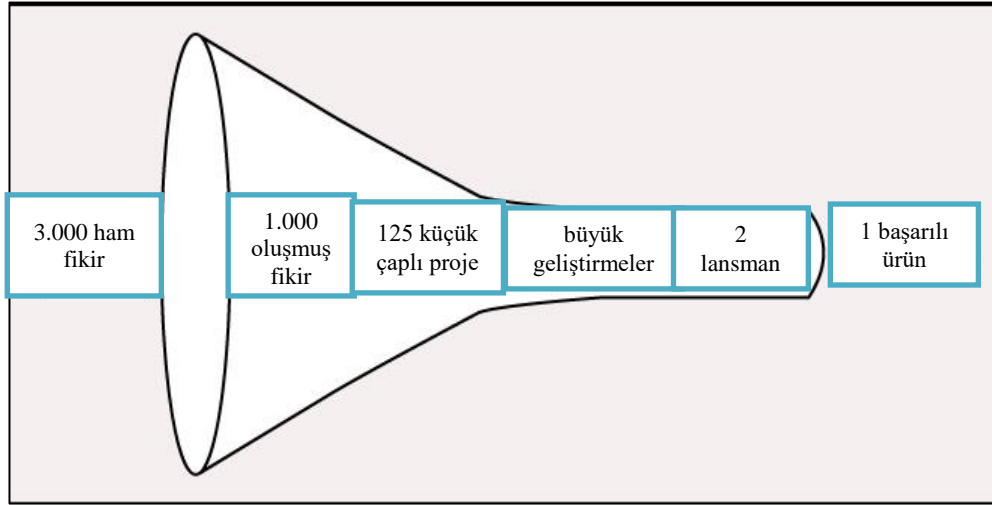 3.000 ham
fikir
1.000
oluşmuş
fikir
125 küçük
çaplı proje
büyük
geliştirmeler
2
lansman
1 başarılı
ürün